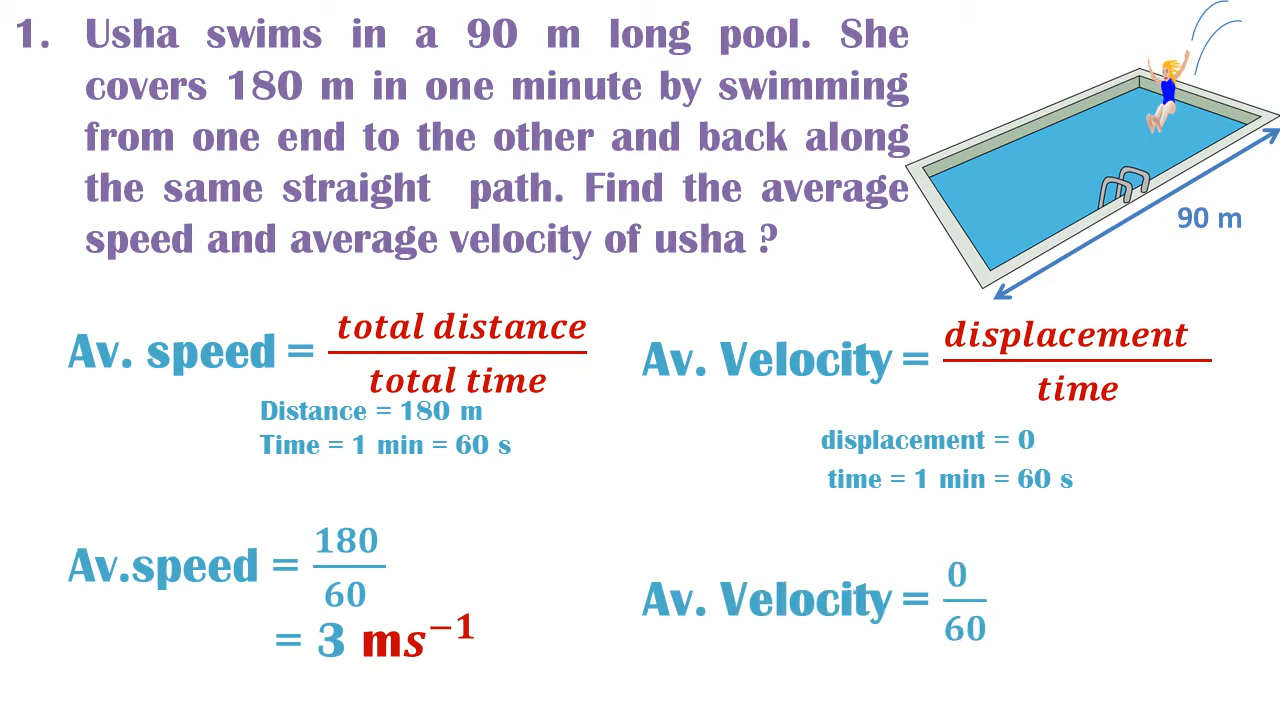 1. Usha swims in a 90 m long pool. She
covers 180 m in one minute by swimming
from one end to the other and back along
the same straight path. Find the average
speed and average velocity of usha ?
90 m
Av. speed = total distance / total time
Distance = 180 m
Time = 1 min = 60 s
Av. Velocity = displacement / time
displacement = 0
time = 1 min = 60 s
Av.speed = 180 / 60
= 3 ms⁻¹
Av. Velocity = 0 / 60